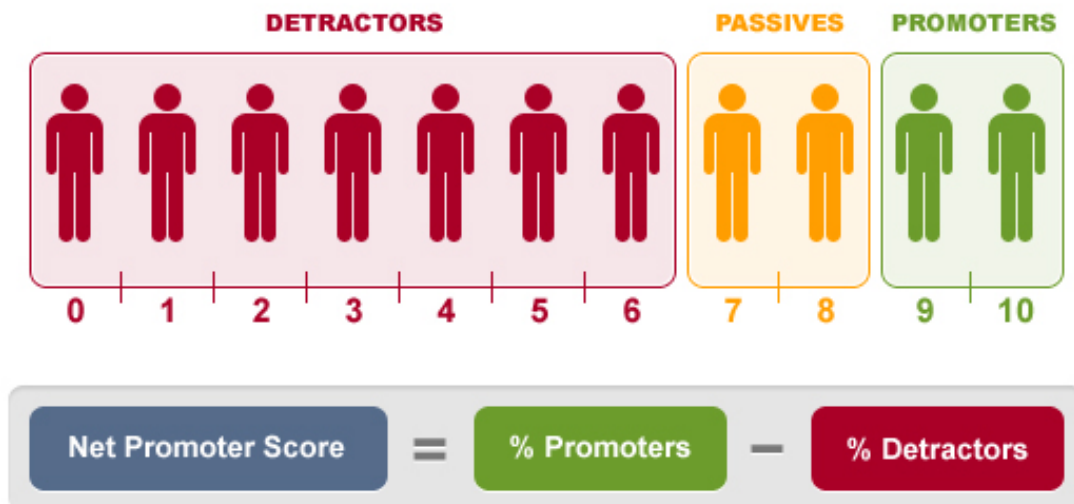 DETRACTORS PASSIVES PROMOTERS
0 1 2 3 4 5 6 7 8 9 10
Net Promoter Score = % Promoters − % Detractors